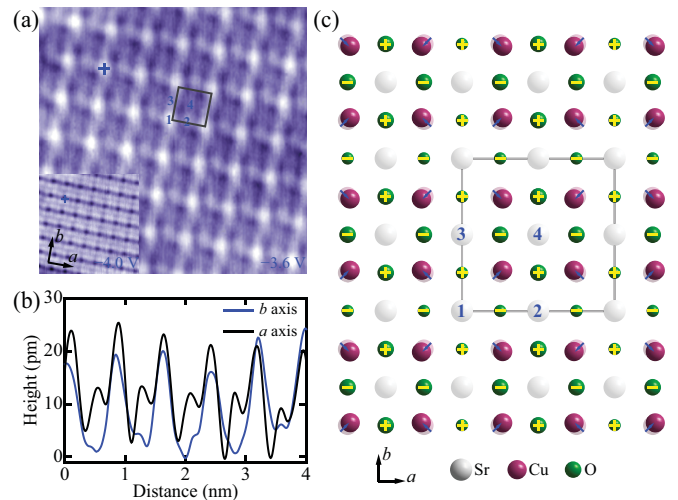 (a)
3 4
1 2
−4.0 V
−3.6 V
b
a
(b)
30
20
10
0
Height (pm)
b axis
a axis
0 1 2 3 4
Distance (nm)
(c)
3 4
1 2
b
a
Sr Cu O